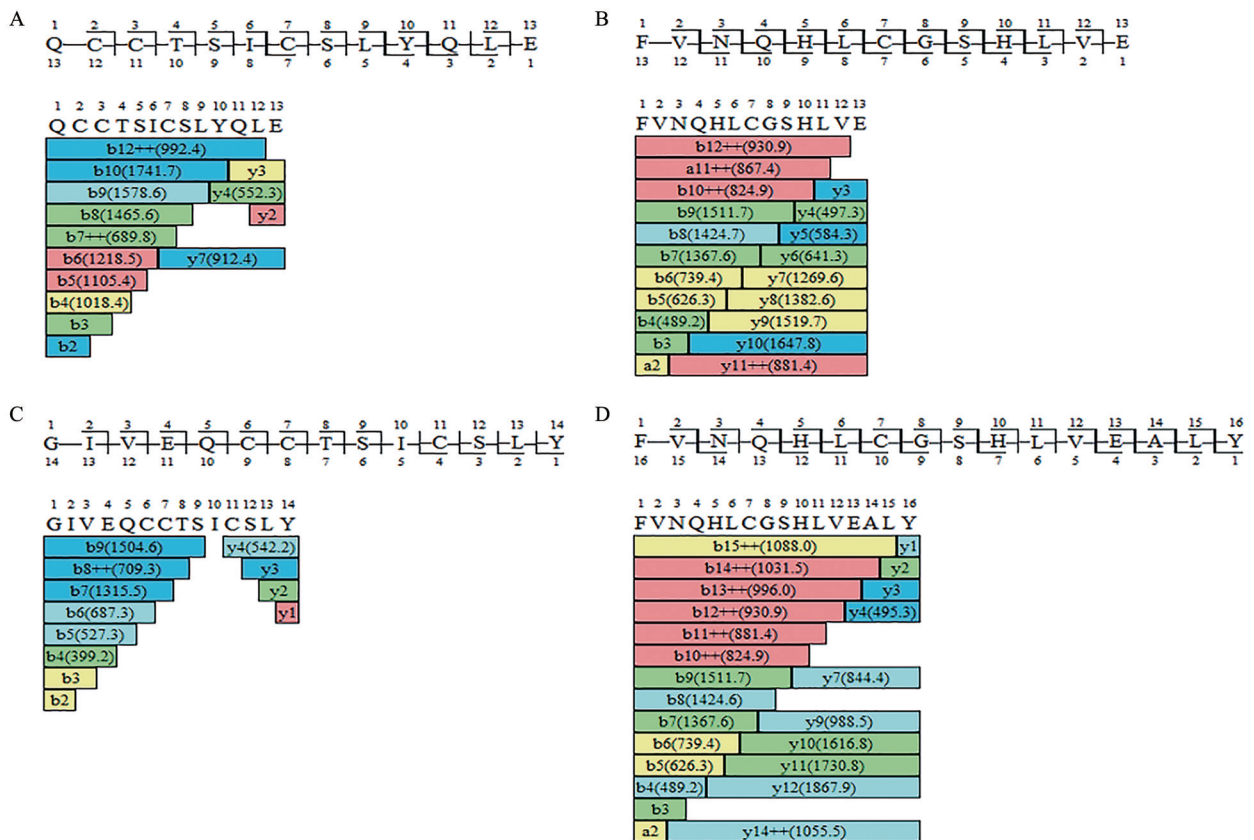 A
1 2 3 4 5 6 7 8 9 10 11 12 13
Q C C T S I C S L Y Q L E
13 12 11 10 9 8 7 6 5 4 3 2 1
1 2 3 4 5 6 7 8 9 10 11 12 13
Q C C T S I C S L Y Q L E
b12++(992.4)
b10(1741.7) y3
b9(1578.6) y4(552.3)
b8(1465.6) y2
b7++(689.8)
b6(1218.5) y7(912.4)
b5(1105.4)
b4(1018.4)
b3
b2
B
1 2 3 4 5 6 7 8 9 10 11 12 13
F V N Q H L C G S H L V E
13 12 11 10 9 8 7 6 5 4 3 2 1
1 2 3 4 5 6 7 8 9 10 11 12 13
F V N Q H L C G S H L V E
b12++(930.9)
a11++(867.4)
b10++(824.9) y3
b9(1511.7) y4(497.3)
b8(1424.7) y5(584.3)
b7(1367.6) y6(641.3)
b6(739.4) y7(1269.6)
b5(626.3) y8(1382.6)
b4(489.2) y9(1519.7)
b3 y10(1647.8)
a2 y11++(881.4)
C
1 2 3 4 5 6 7 8 9 10 11 12 13 14
G I V E Q C C T S I C S L Y
14 13 12 11 10 9 8 7 6 5 4 3 2 1
1 2 3 4 5 6 7 8 9 10 11 12 13 14
G I V E Q C C T S I C S L Y
b9(1504.6) y4(542.2)
b8++(709.3) y3
b7(1315.5) y2
b6(687.3) y1
b5(527.3)
b4(399.2)
b3
b2
D
1 2 3 4 5 6 7 8 9 10 11 12 13 14 15 16
F V N Q H L C G S H L V E A L Y
16 15 14 13 12 11 10 9 8 7 6 5 4 3 2 1
1 2 3 4 5 6 7 8 9 10 11 12 13 14 15 16
F V N Q H L C G S H L V E A L Y
b15++(1088.0) y1
b14++(1031.5) y2
b13++(996.0) y3
b12++(930.9) y4(495.3)
b11++(881.4)
b10++(824.9)
b9(1511.7) y7(844.4)
b8(1424.6)
b7(1367.6) y9(988.5)
b6(739.4) y10(1616.8)
b5(626.3) y11(1730.8)
b4(489.2) y12(1867.9)
b3
a2 y14++(1055.5)